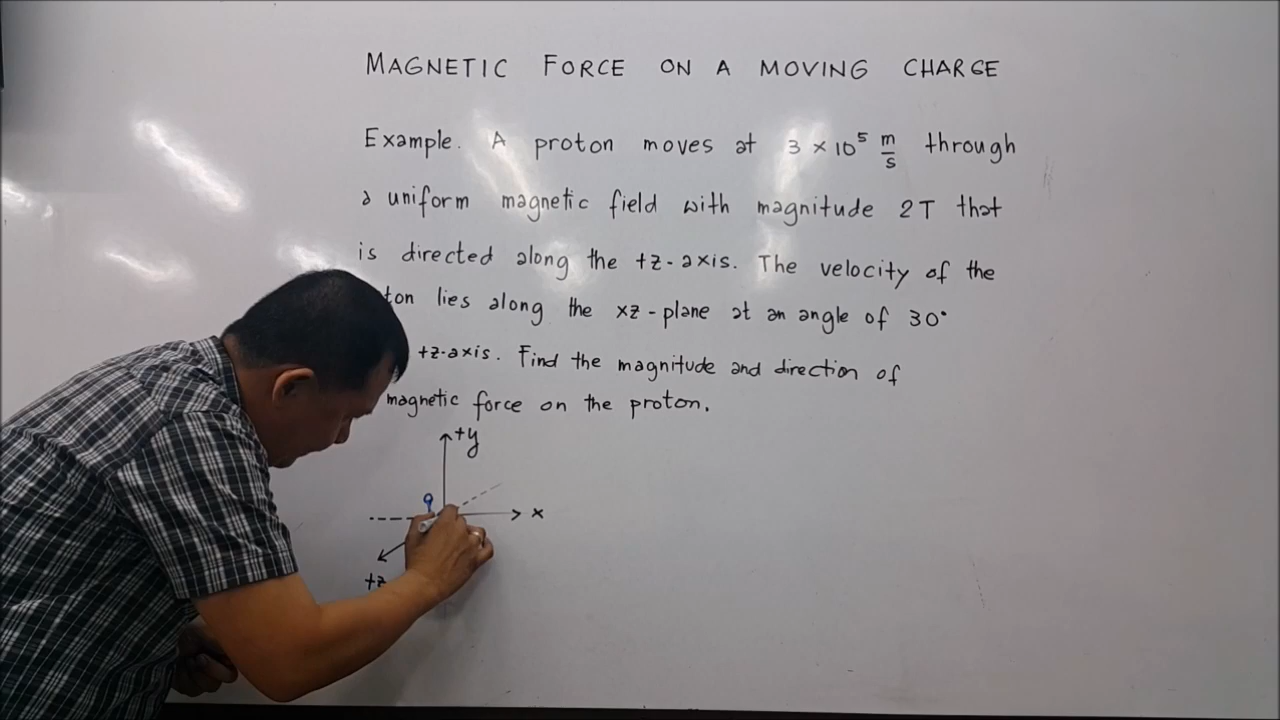 MAGNETIC FORCE ON A MOVING CHARGE
Example. A proton moves at 3 × 10⁵ m/s through
a uniform magnetic field with magnitude 2T that
is directed along the +z-axis. The velocity of the
lies along the xz-plane at an angle of 30°
+z-axis. Find the magnitude and direction of
magnetic force on the proton.
+y
q
x
+z